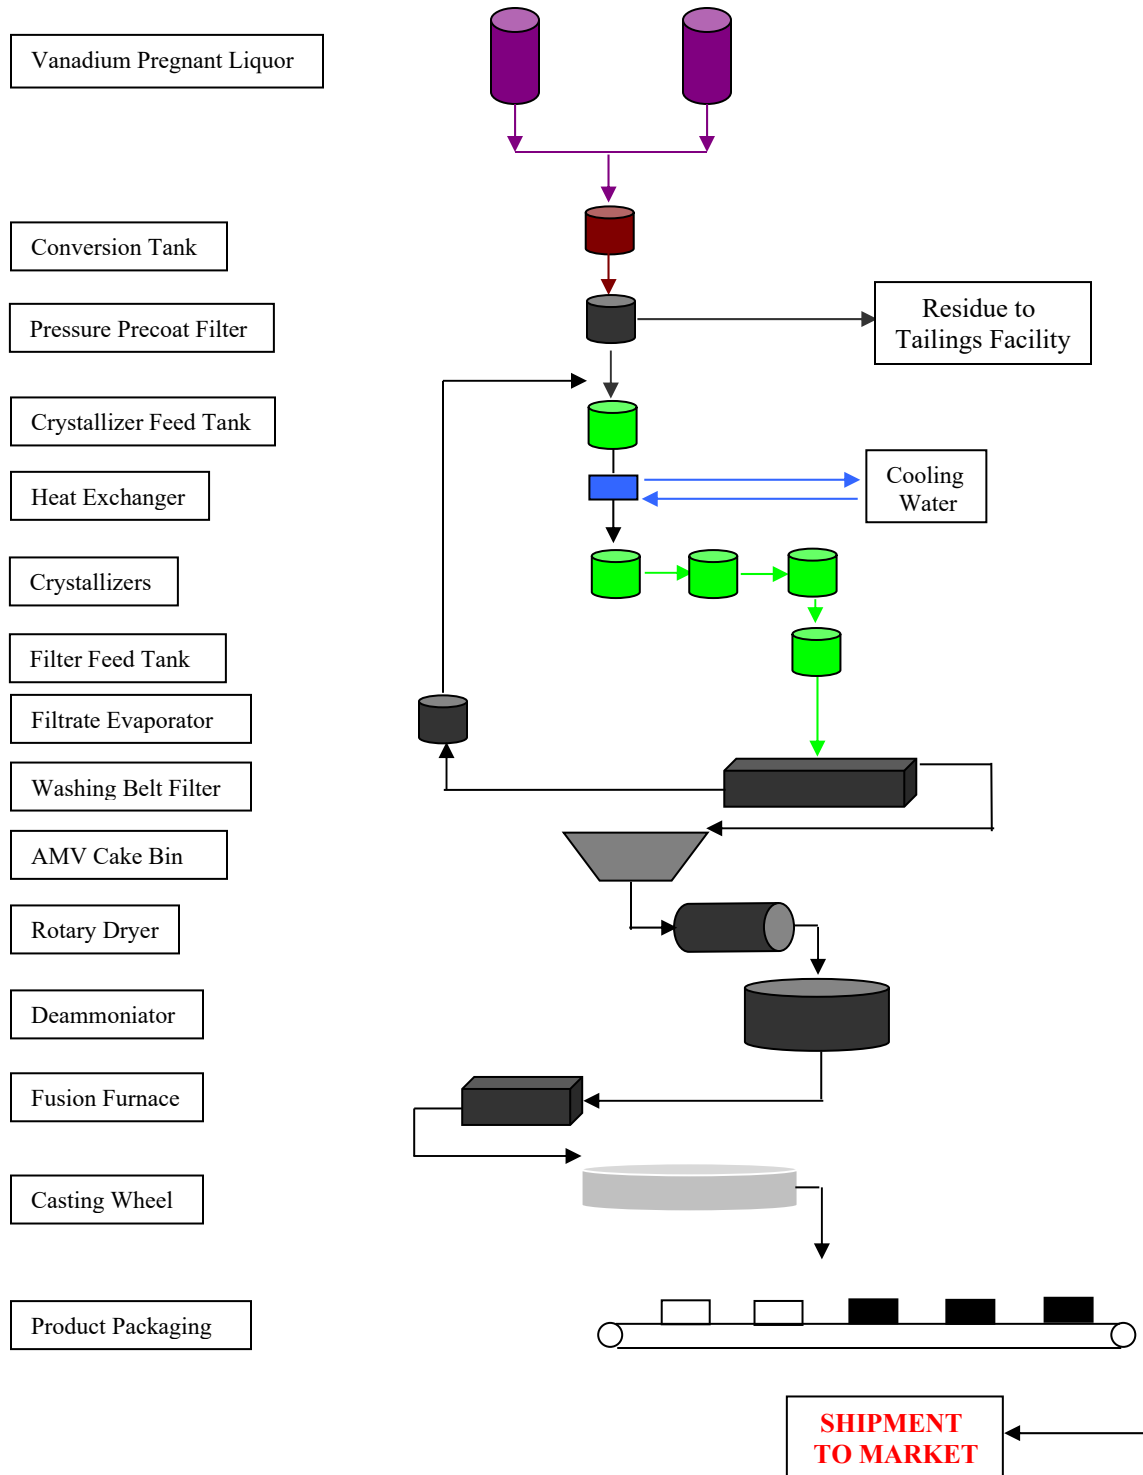 Vanadium Pregnant Liquor
Conversion Tank
Pressure Precoat Filter
Residue to
Tailings Facility
Crystallizer Feed Tank
Heat Exchanger
Cooling
Water
Crystallizers
Filter Feed Tank
Filtrate Evaporator
Washing Belt Filter
AMV Cake Bin
Rotary Dryer
Deammoniator
Fusion Furnace
Casting Wheel
Product Packaging
SHIPMENT
TO MARKET